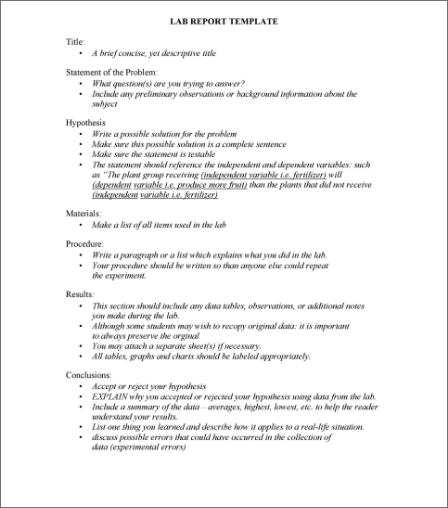 LAB REPORT TEMPLATE
Title:
• A brief concise, yet descriptive title
Statement of the Problem:
• What question(s) are you trying to answer?
• Include any preliminary observations or background information about the
subject
Hypothesis
• Write a possible solution for the problem
• Make sure this possible solution is a complete sentence
• Make sure the statement is testable
• The statement should reference the independent and dependent variables: such
as “The plant group receiving (independent variable i.e. fertilizer) will
(dependent variable i.e. produce more fruit) than the plants that did not receive
(independent variable i.e. fertilizer)
Materials:
• Make a list of all items used in the lab
Procedure:
• Write a paragraph or a list which explains what you did in the lab.
• Your procedure should be written so than anyone else could repeat
the experiment.
Results:
• This section should include any data tables, observations, or additional notes
you make during the lab.
• Although some students may wish to recopy original data: it is important
to always preserve the orginal
• You may attach a separate sheet(s) if necessary.
• All tables, graphs and charts should be labeled appropriately.
Conclusions:
• Accept or reject your hypothesis
• EXPLAIN why you accepted or rejected your hypothesis using data from the lab.
• Include a summary of the data – averages, highest, lowest, etc. to help the reader
understand your results.
• List one thing you learned and describe how it applies to a real-life situation.
• discuss possible errors that could have occurred in the collection of
data (experimental errors)